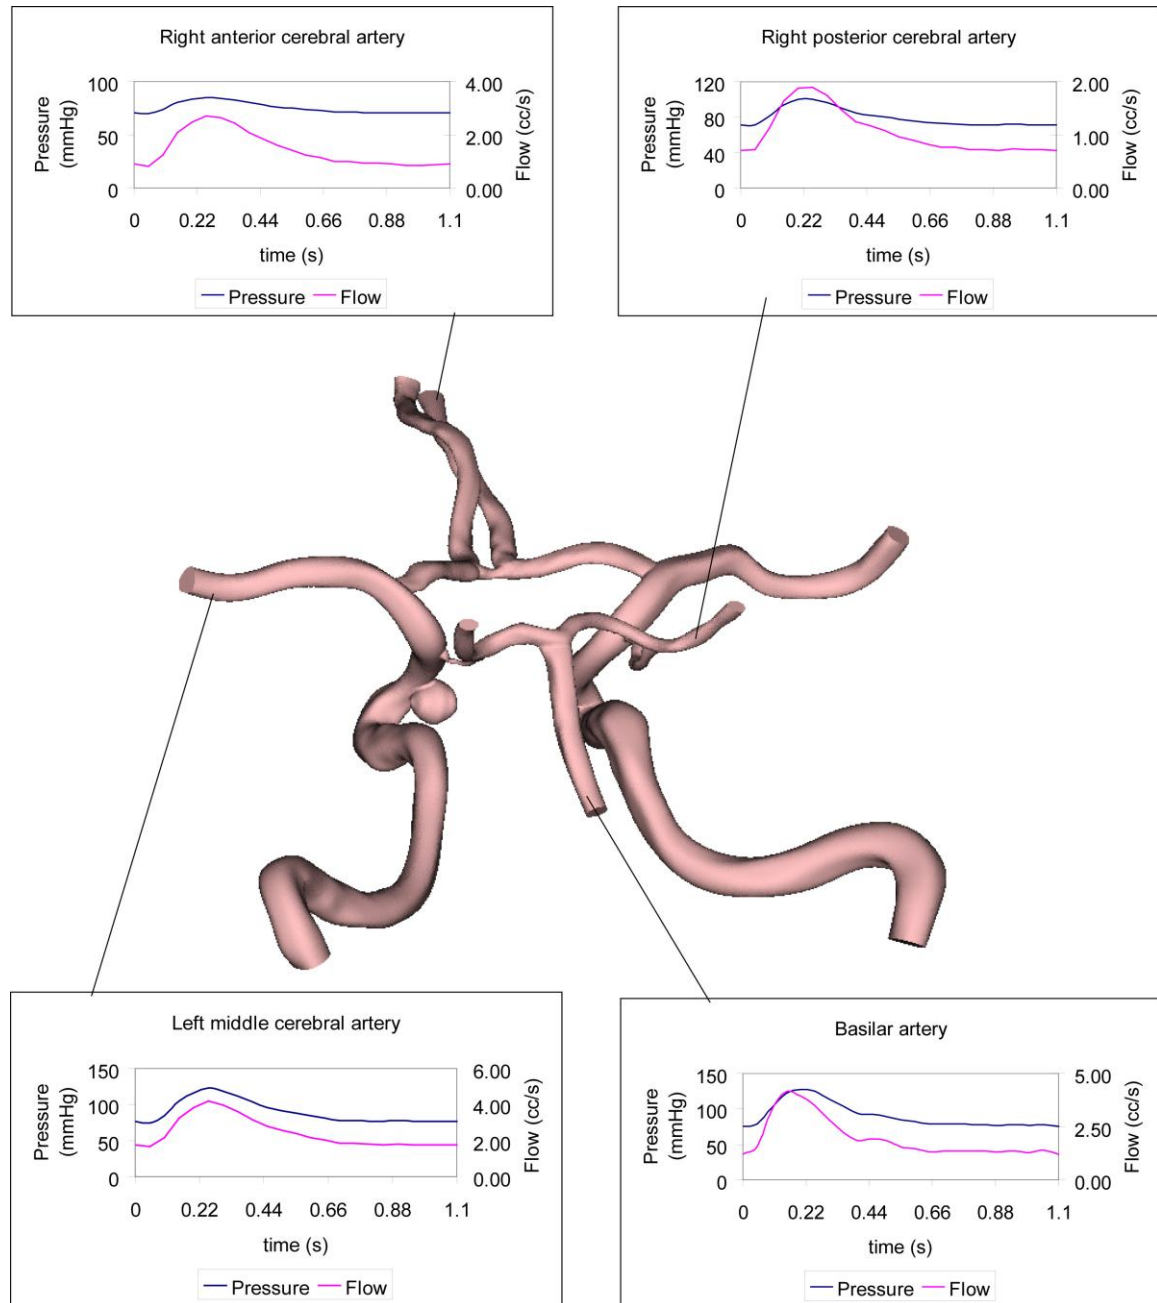 Right anterior cerebral artery
Pressure
(mmHg)
100
50
0
4.00
2.00
0.00
Flow (cc/s)
0 0.22 0.44 0.66 0.88 1.1
time (s)
Pressure Flow
Right posterior cerebral artery
Pressure
(mmHg)
120
80
40
0
2.00
1.00
0.00
Flow (cc/s)
0 0.22 0.44 0.66 0.88 1.1
time (s)
Pressure Flow
Left middle cerebral artery
Pressure
(mmHg)
150
100
50
0
6.00
4.00
2.00
0.00
Flow (cc/s)
0 0.22 0.44 0.66 0.88 1.1
time (s)
Pressure Flow
Basilar artery
Pressure
(mmHg)
150
100
50
0
5.00
2.50
0.00
Flow (cc/s)
0 0.22 0.44 0.66 0.88 1.1
time (s)
Pressure Flow